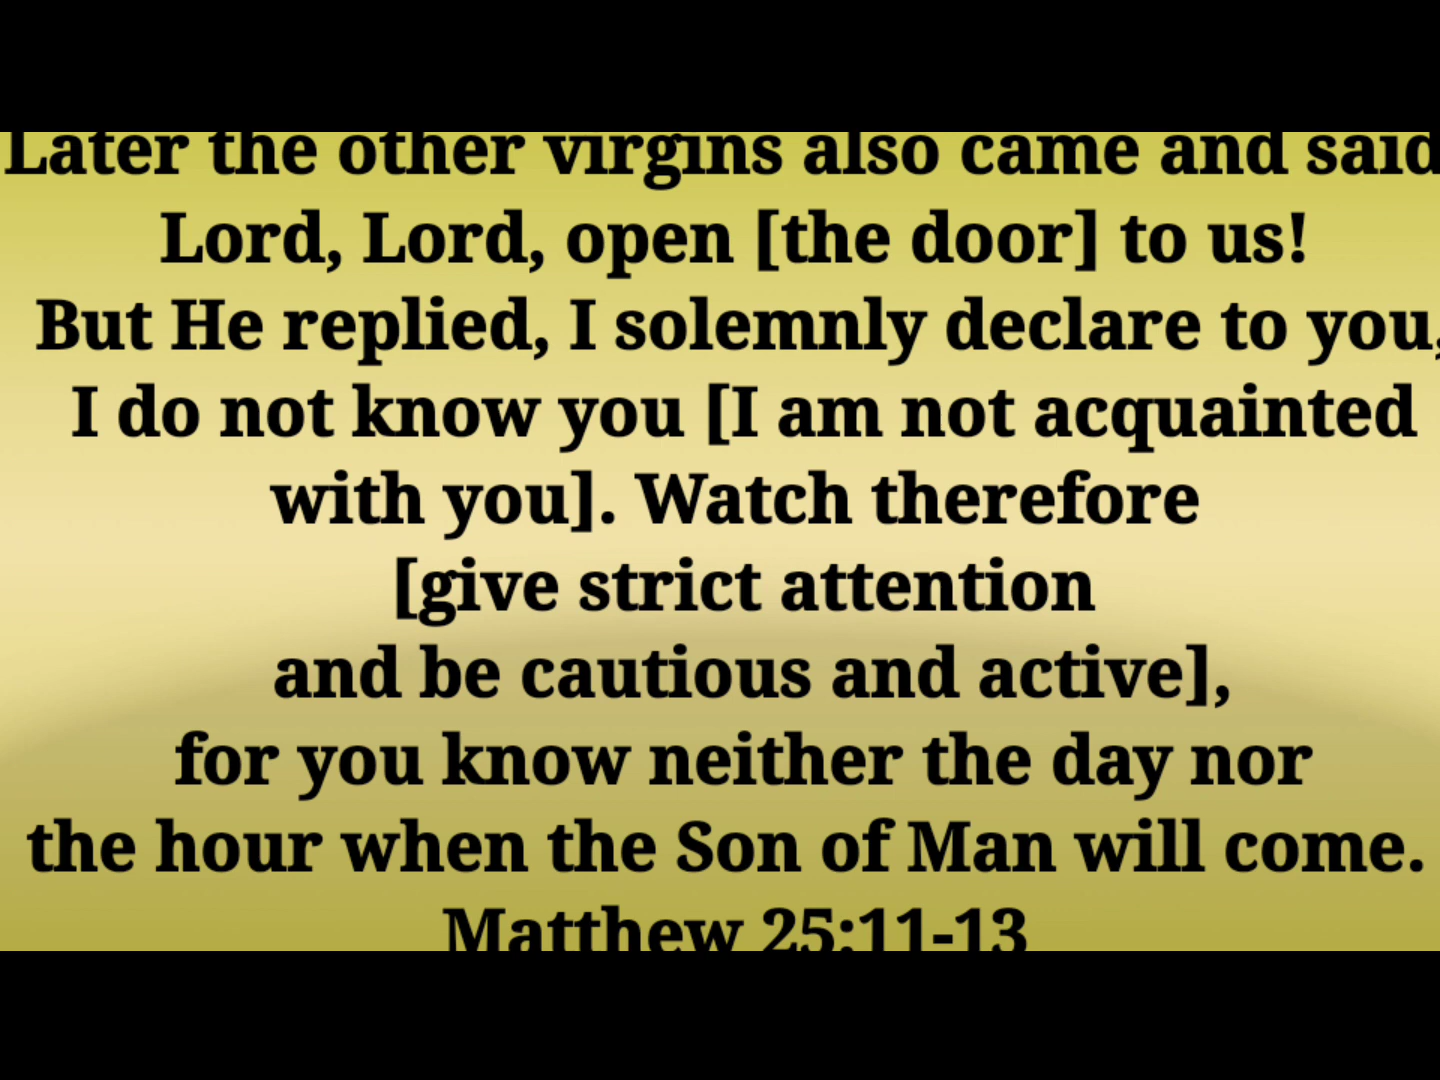 Later the other virgins also came and said
Lord, Lord, open [the door] to us!
But He replied, I solemnly declare to you,
I do not know you [I am not acquainted
with you]. Watch therefore
[give strict attention
and be cautious and active],
for you know neither the day nor
the hour when the Son of Man will come.
Matthew 25:11-13